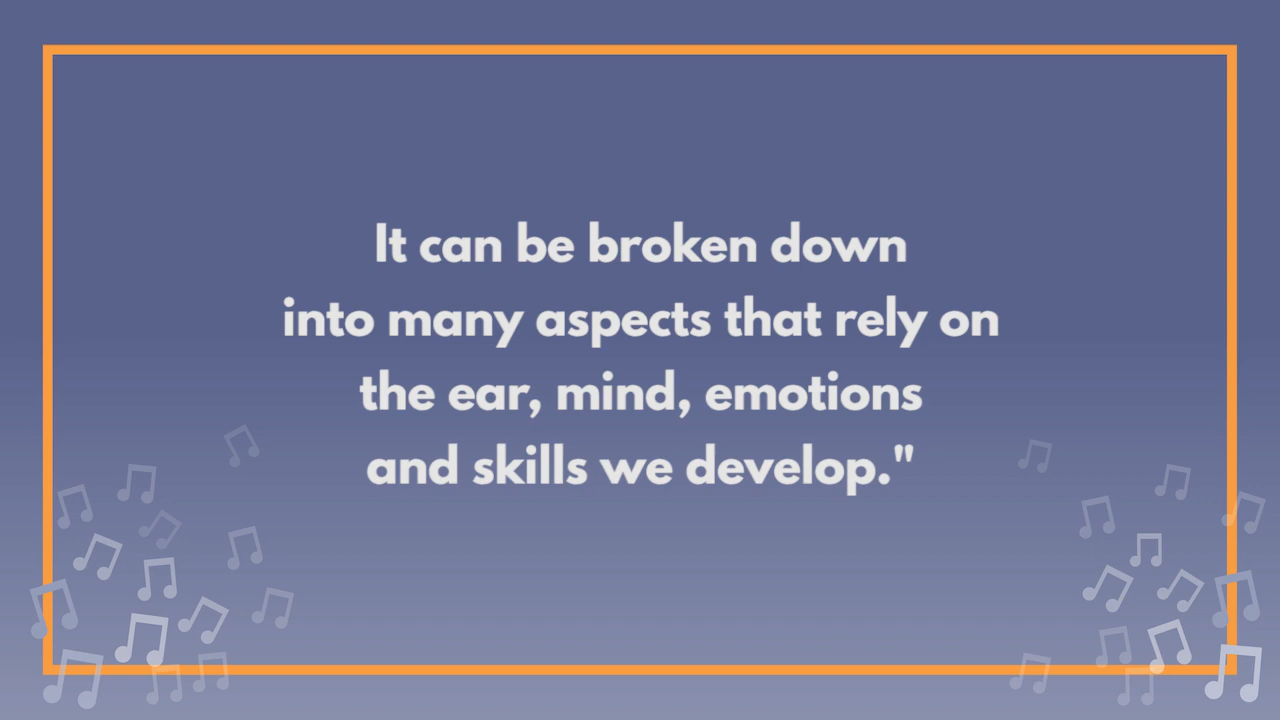 It can be broken down
into many aspects that rely on
the ear, mind, emotions
and skills we develop."